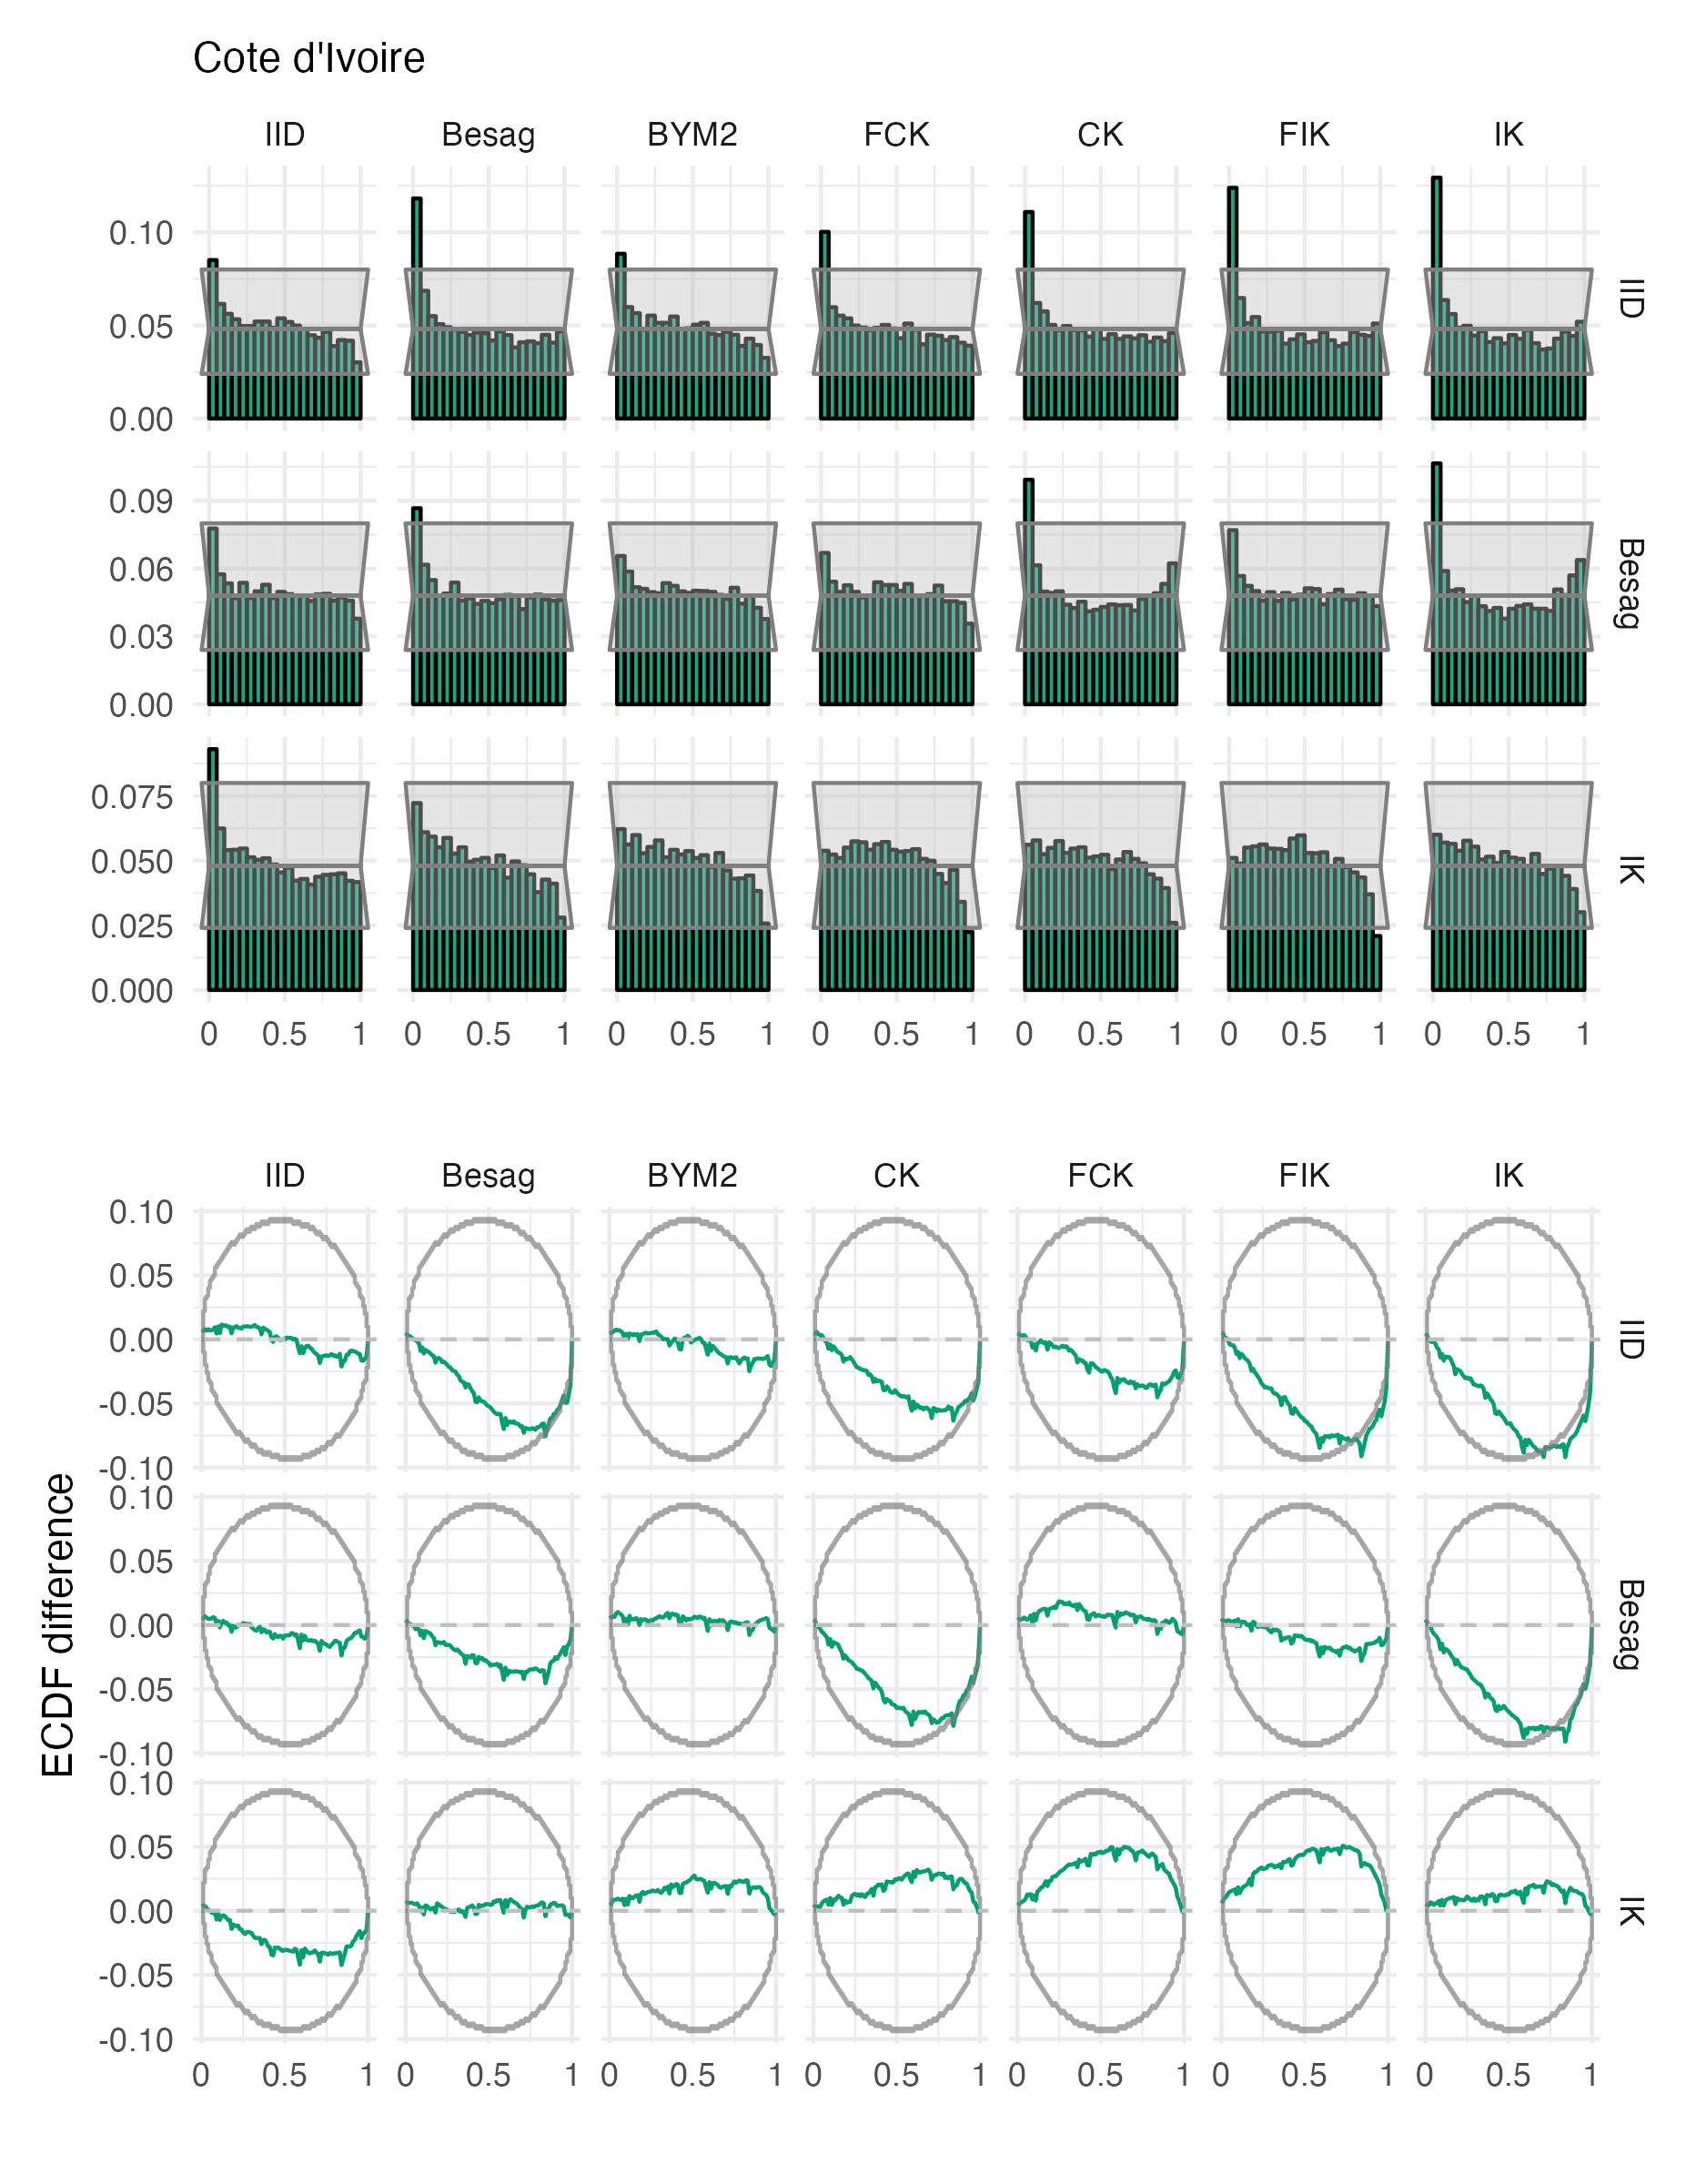 Cote d'Ivoire
IID Besag BYM2 FCK CK FIK IK
0.10
0.05
0.00
IID
0.09
0.06
0.03
0.00
Besag
0.075
0.050
0.025
0.000
IK
0 0.5 1 0 0.5 1 0 0.5 1 0 0.5 1 0 0.5 1 0 0.5 1 0 0.5 1
IID Besag BYM2 CK FCK FIK IK
ECDF difference
0.10
0.05
0.00
-0.05
-0.10
IID
0.10
0.05
0.00
-0.05
-0.10
Besag
0.10
0.05
0.00
-0.05
-0.10
IK
0 0.5 1 0 0.5 1 0 0.5 1 0 0.5 1 0 0.5 1 0 0.5 1 0 0.5 1